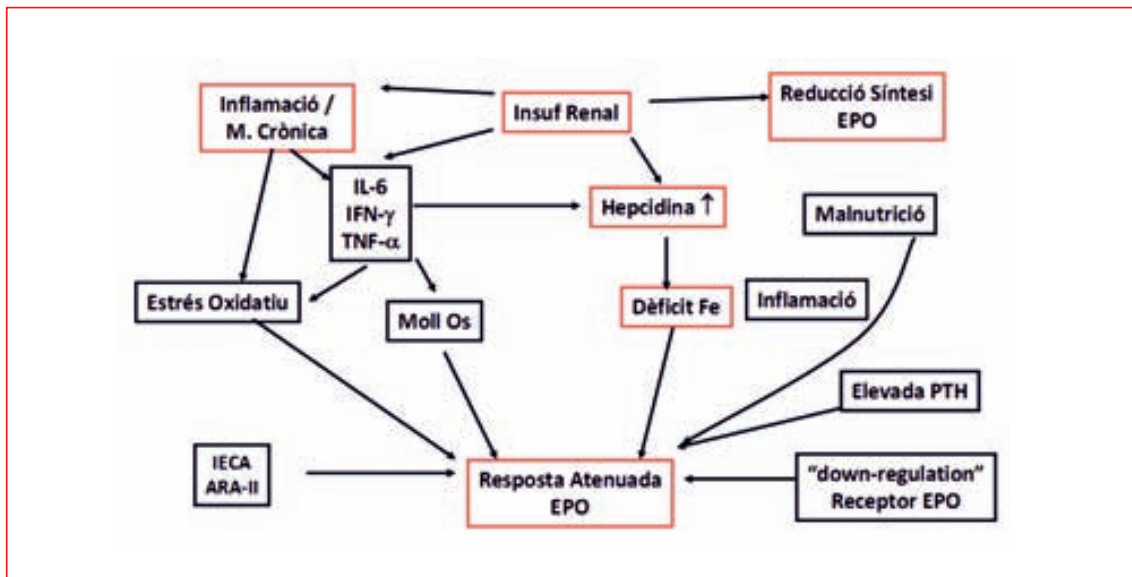 Inflamació /
M. Crònica
Insuf Renal
Reducció Síntesi
EPO
IL-6
IFN-γ
TNF-α
Hepcidina ↑
Malnutrició
Estrés Oxidatiu
Moll Os
Dèficit Fe
Inflamació
Elevada PTH
IECA
ARA-II
Resposta Atenuada
EPO
"down-regulation"
Receptor EPO